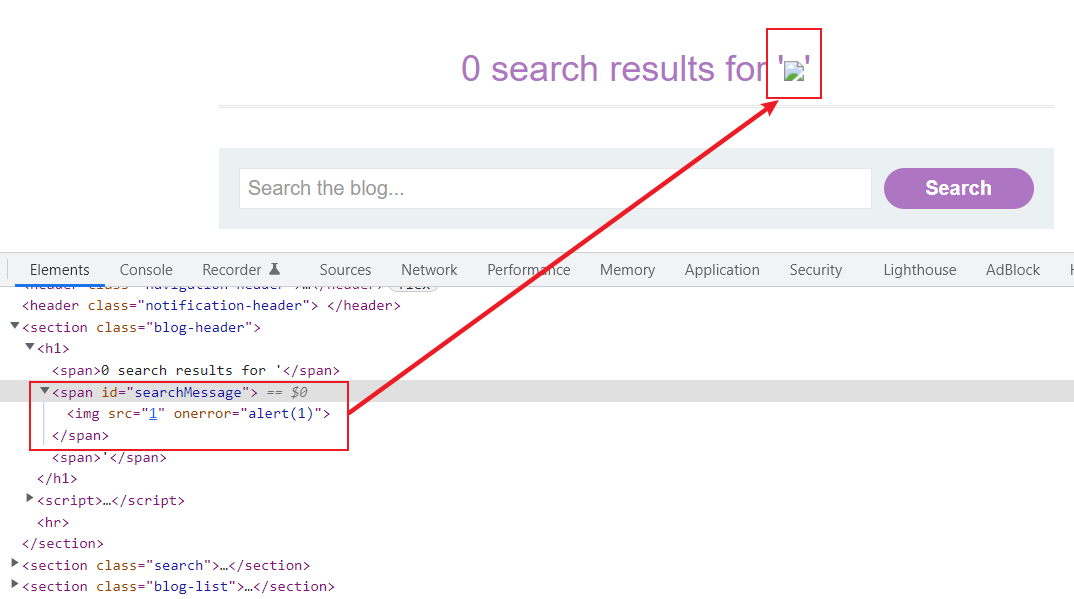 0 search results for ''
Search the blog...
Search
Elements Console Recorder Sources Network Performance Memory Application Security Lighthouse AdBlock
<header class="navigation-header">…</header> flex
<header class="notification-header"> </header>
<section class="blog-header">
<h1>
<span>0 search results for '</span>
<span id="searchMessage"> == $0
<img src="1" onerror="alert(1)">
</span>
<span>'</span>
</h1>
<script>…</script>
<hr>
</section>
<section class="search">…</section>
<section class="blog-list">…</section>